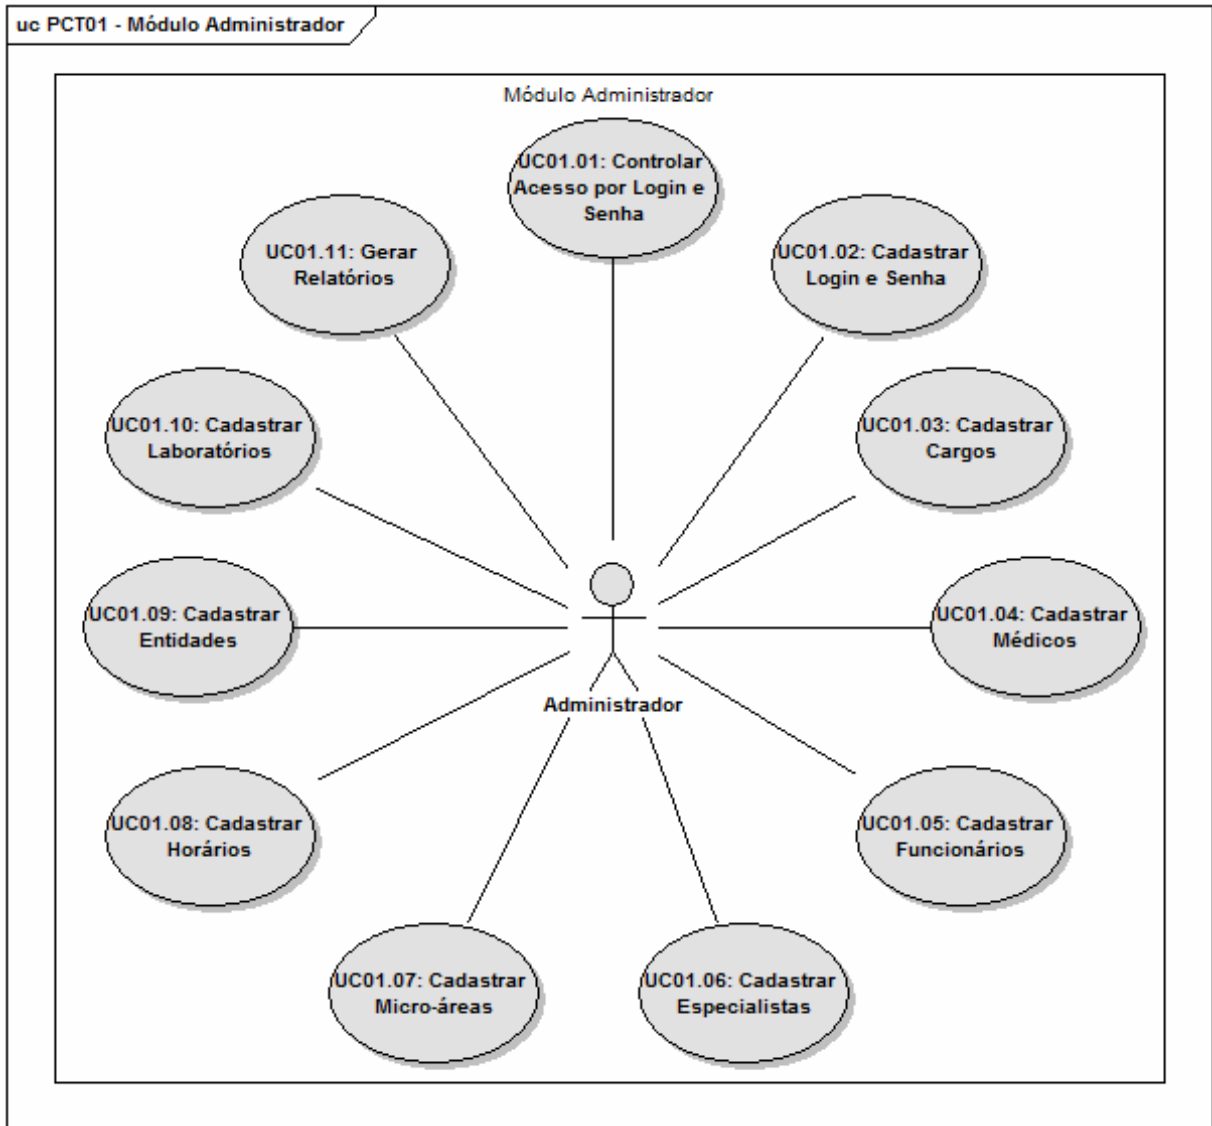 uc PCT01 - Módulo Administrador
Módulo Administrador
UC01.01: Controlar
Acesso por Login e
Senha
UC01.11: Gerar
Relatórios
UC01.02: Cadastrar
Login e Senha
UC01.10: Cadastrar
Laboratórios
UC01.03: Cadastrar
Cargos
UC01.09: Cadastrar
Entidades
UC01.04: Cadastrar
Médicos
Administrador
UC01.08: Cadastrar
Horários
UC01.05: Cadastrar
Funcionários
UC01.07: Cadastrar
Micro-áreas
UC01.06: Cadastrar
Especialistas